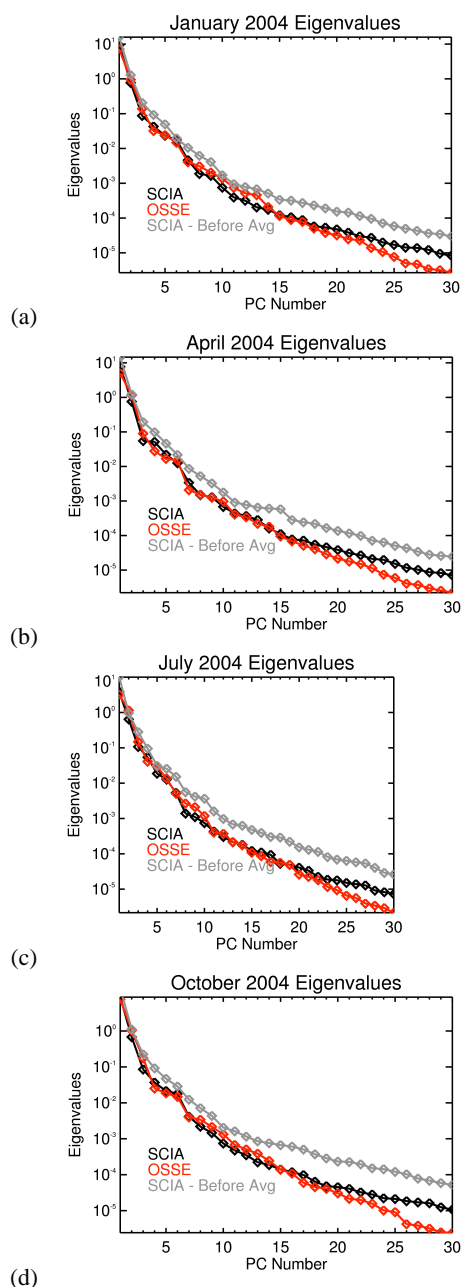 January 2004 Eigenvalues
10¹
10⁰
10⁻¹
10⁻²
10⁻³
10⁻⁴
10⁻⁵
Eigenvalues
SCIA
OSSE
SCIA - Before Avg
5 10 15 20 25 30
PC Number
(a)
April 2004 Eigenvalues
10¹
10⁰
10⁻¹
10⁻²
10⁻³
10⁻⁴
10⁻⁵
Eigenvalues
SCIA
OSSE
SCIA - Before Avg
5 10 15 20 25 30
PC Number
(b)
July 2004 Eigenvalues
10¹
10⁰
10⁻¹
10⁻²
10⁻³
10⁻⁴
10⁻⁵
Eigenvalues
SCIA
OSSE
SCIA - Before Avg
5 10 15 20 25 30
PC Number
(c)
October 2004 Eigenvalues
10⁰
10⁻¹
10⁻²
10⁻³
10⁻⁴
10⁻⁵
Eigenvalues
SCIA
OSSE
SCIA - Before Avg
5 10 15 20 25 30
PC Number
(d)